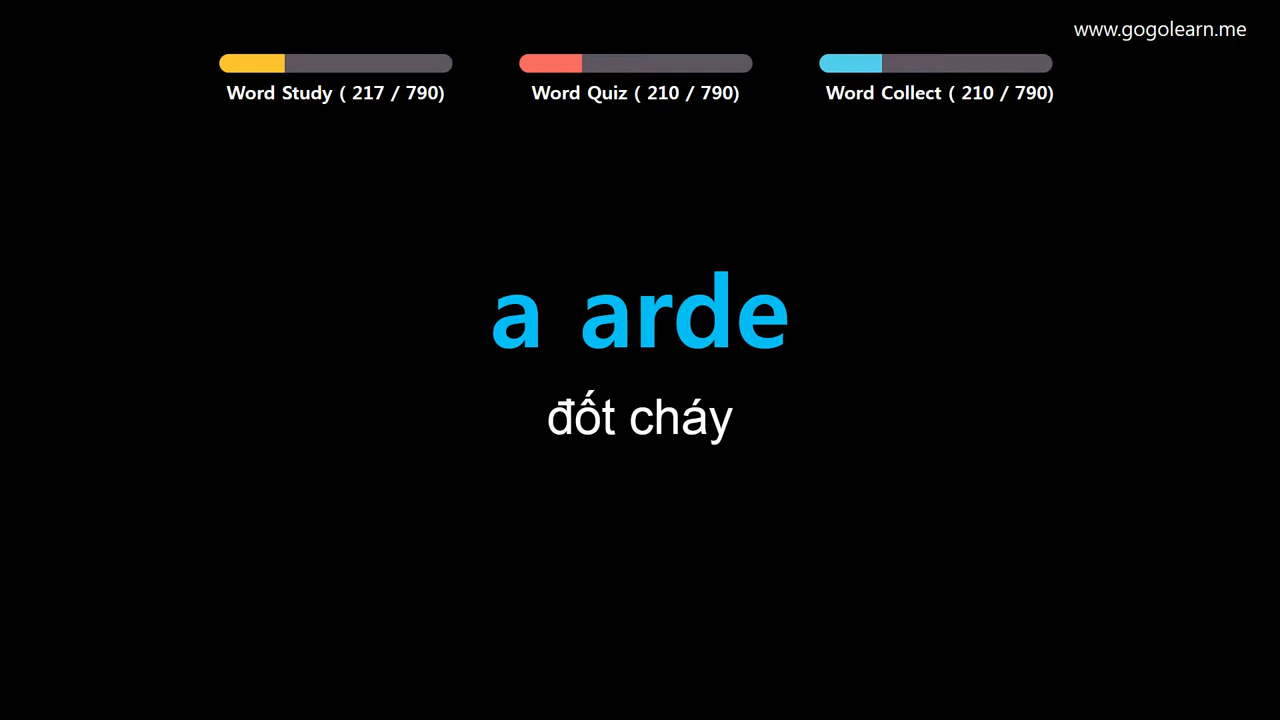 www.gogolearn.me
Word Study ( 217 / 790)
Word Quiz ( 210 / 790)
Word Collect ( 210 / 790)
a arde
đốt cháy